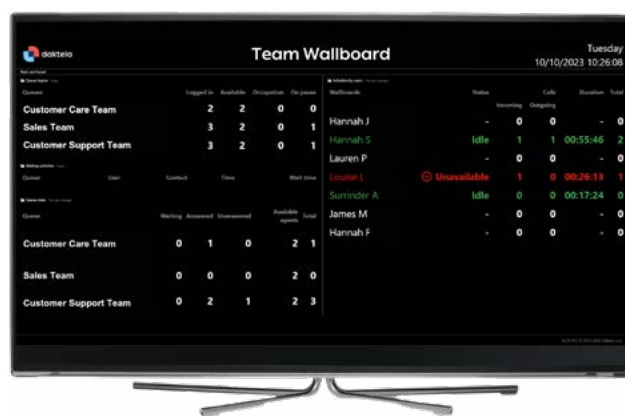 daktela
Team Wallboard
Tuesday
10/10/2023 10:26:08
Queues Logged in Available Occupation On pause
Customer Care Team 2 2 0 0
Sales Team 3 2 0 1
Customer Support Team 3 2 0 1
Queue User Contact Time Wait time
Queue Waiting Answered Unanswered Available agents Total
Customer Care Team 0 1 0 2 1
Sales Team 0 0 0 2 0
Customer Support Team 0 2 1 2 3
Wallboards Status Calls Duration Total
Incoming Outgoing
Hannah J - 0 0 - 0
Hannah S Idle 1 1 00:55:46 2
Lauren P - 0 0 - 0
Louise L Unavailable 1 0 00:26:13 1
Surrinder A Idle 0 0 00:17:24 0
James M - 0 0 - 0
Hannah F - 0 0 - 0